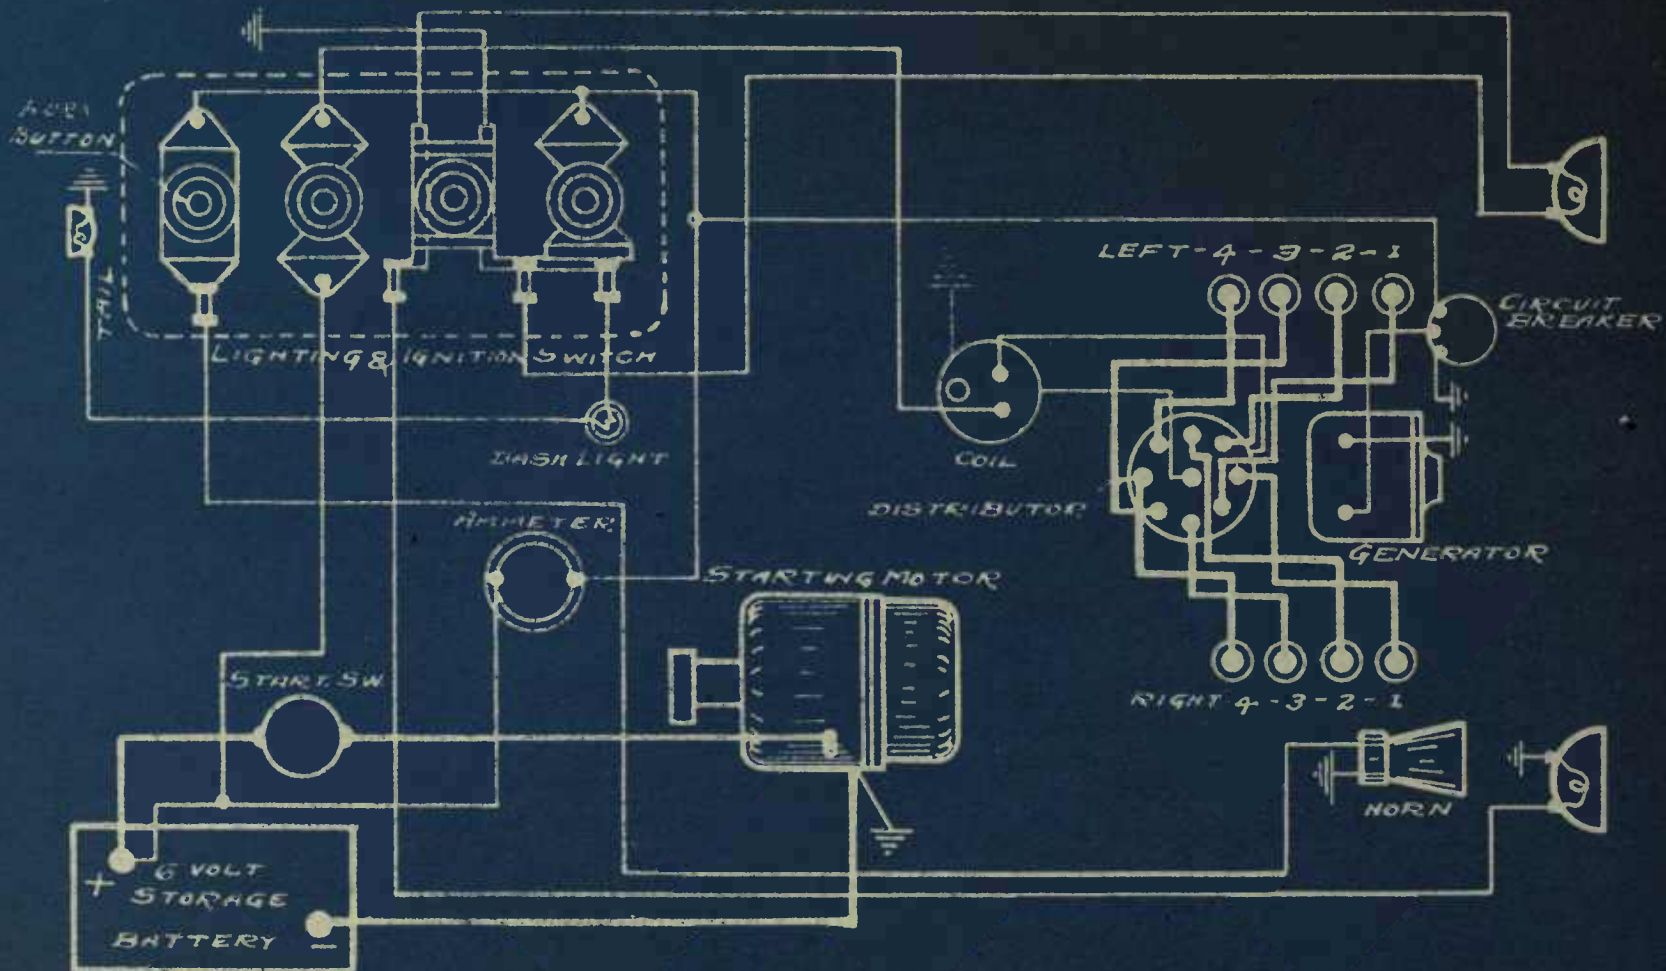 HORN
BUTTON
TAIL
LIGHTING & IGNITION SWITCH
DASH LIGHT
AMMETER
START. SW.
STARTING MOTOR
+
6 VOLT
STORAGE
BATTERY
-
LEFT-4-3-2-1
CIRCUIT
BREAKER
COIL
DISTRIBUTOR
GENERATOR
RIGHT 4-3-2-1
HORN